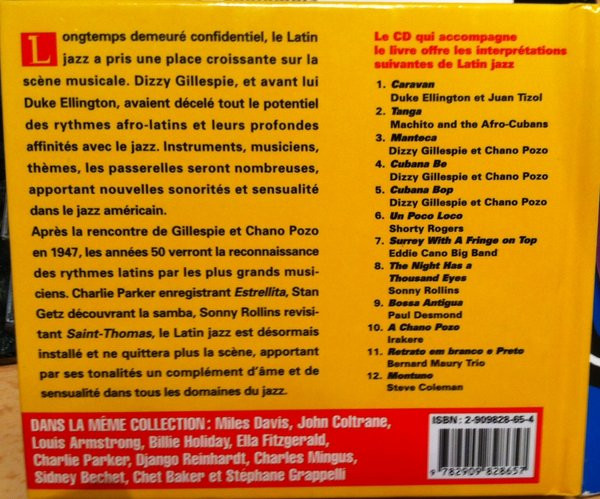 Longtemps demeuré confidentiel, le Latin
jazz a pris une place croissante sur la
scène musicale. Dizzy Gillespie, et avant lui
Duke Ellington, avaient décelé tout le potentiel
des rythmes afro-latins et leurs profondes
affinités avec le jazz. Instruments, musiciens,
thèmes, les passerelles seront nombreuses,
apportant nouvelles sonorités et sensualité
dans le jazz américain.
Après la rencontre de Gillespie et Chano Pozo
en 1947, les années 50 verront la reconnaissance
des rythmes latins par les plus grands musi-
ciens. Charlie Parker enregistrant Estrellita, Stan
Getz découvrant la samba, Sonny Rollins revisi-
tant Saint-Thomas, le Latin jazz est désormais
installé et ne quittera plus la scène, apportant
par ses tonalités un complément d'âme et de
sensualité dans tous les domaines du jazz.
Le CD qui accompagne
le livre offre les interprétations
suivantes de Latin jazz
1. Caravan
Duke Ellington et Juan Tizol
2. Tanga
Machito and the Afro-Cubans
3. Manteca
Dizzy Gillespie et Chano Pozo
4. Cubana Be
Dizzy Gillespie et Chano Pozo
5. Cubana Bop
Dizzy Gillespie et Chano Pozo
6. Un Poco Loco
Shorty Rogers
7. Surrey With A Fringe on Top
Eddie Cano Big Band
8. The Night Has a
Thousand Eyes
Sonny Rollins
9. Bossa Antigua
Paul Desmond
10. A Chano Pozo
Irakere
11. Retrato em branco e Preto
Bernard Maury Trio
12. Montuno
Steve Coleman
DANS LA MÊME COLLECTION : Miles Davis, John Coltrane,
Louis Armstrong, Billie Holiday, Ella Fitzgerald,
Charlie Parker, Django Reinhardt, Charles Mingus,
Sidney Bechet, Chet Baker et Stéphane Grappelli
ISBN : 2-909828-65-4
9 782909 828657